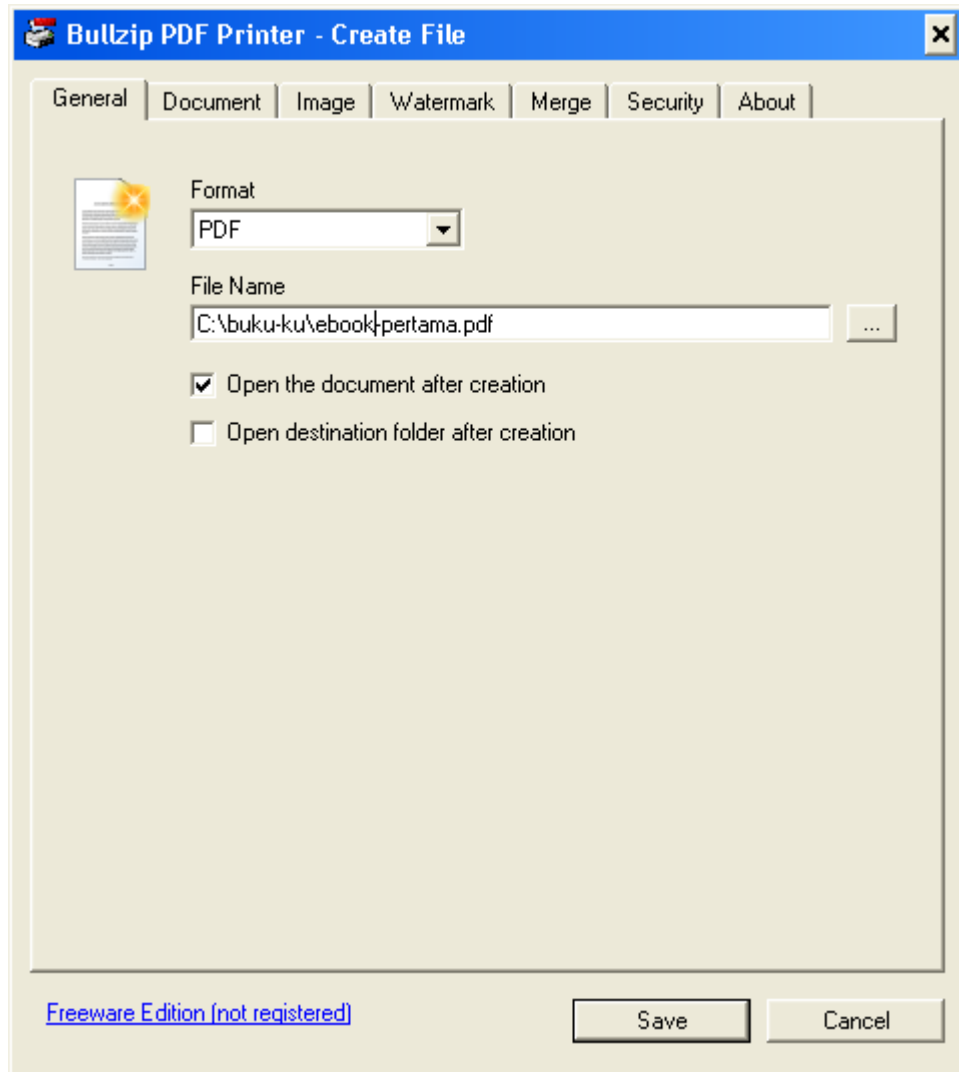 Bullzip PDF Printer - Create File
General Document Image Watermark Merge Security About
Format
PDF
File Name
C:\buku-ku\ebook-pertama.pdf
...
Open the document after creation
Open destination folder after creation
Freeware Edition (not registered)
Save Cancel